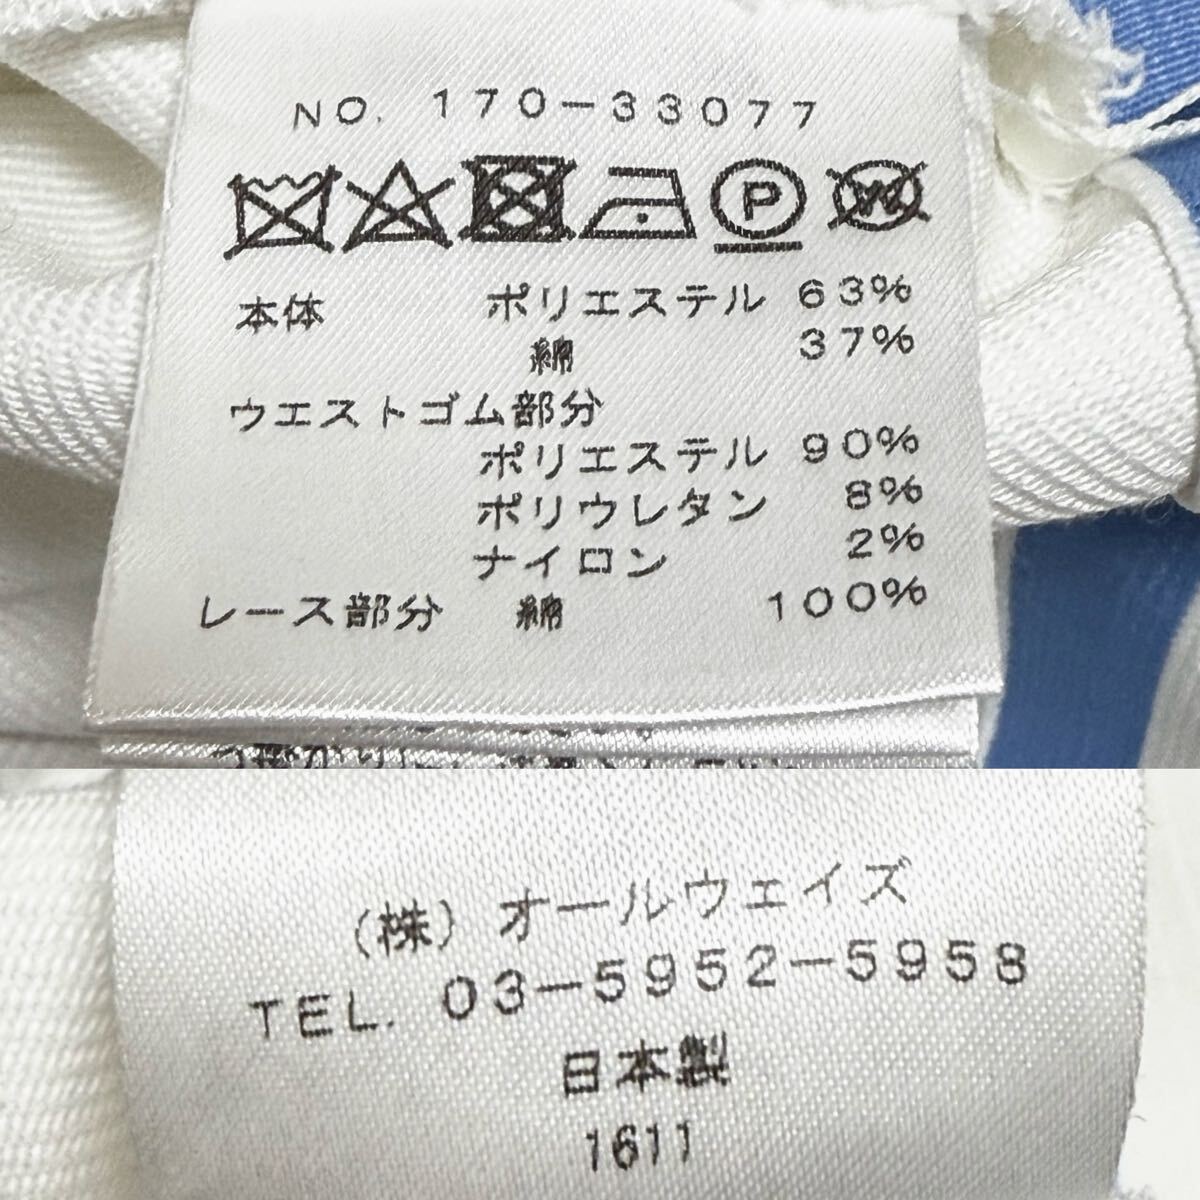 NO. 170-33077
P W
本体 ポリエステル 63%
綿 37%
ウエストゴム部分
ポリエステル 90%
ポリウレタン 8%
ナイロン 2%
レース部分 綿 100%
(株) オールウェイズ
TEL. 03-5952-5958
日本製
1611